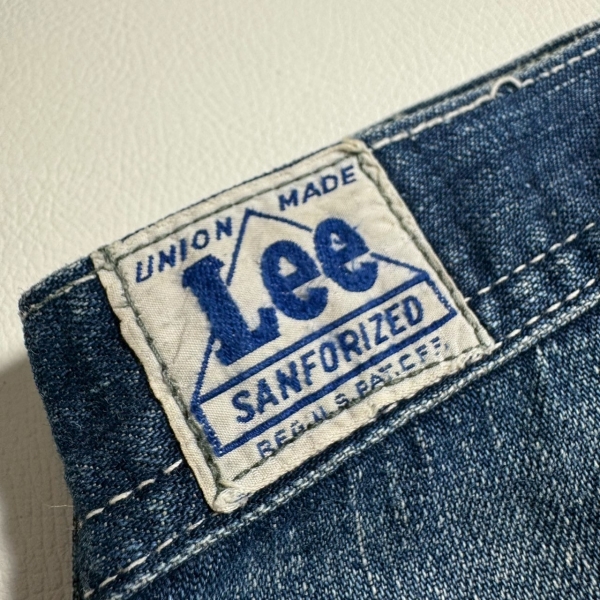 UNION MADE
Lee
SANFORIZED
REG. U.S. PAT. OFF.